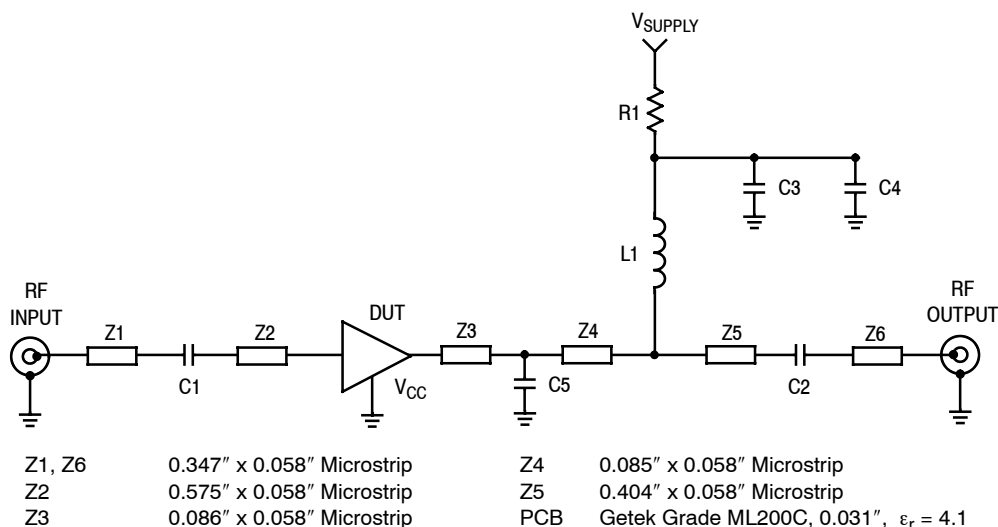 V_SUPPLY
R1
C3
C4
L1
RF
INPUT
RF
OUTPUT
DUT
Z1
Z2
Z3
Z4
Z5
Z6
C1
V_CC
C5
C2
Z1, Z6 0.347″ x 0.058″ Microstrip
Z2 0.575″ x 0.058″ Microstrip
Z3 0.086″ x 0.058″ Microstrip
Z4 0.085″ x 0.058″ Microstrip
Z5 0.404″ x 0.058″ Microstrip
PCB Getek Grade ML200C, 0.031″, ε_r = 4.1